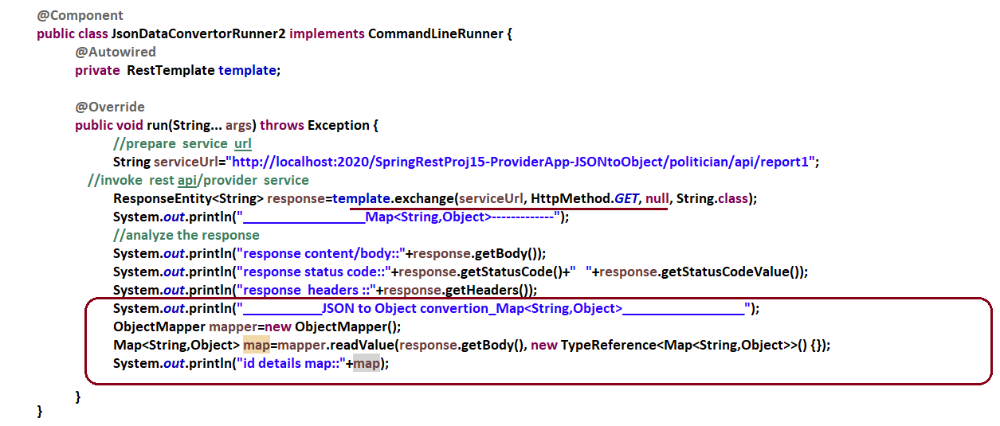 @Component
public class JsonDataConvertorRunner2 implements CommandLineRunner {
@Autowired
private RestTemplate template;
@Override
public void run(String... args) throws Exception {
//prepare service url
String serviceUrl="http://localhost:2020/SpringRestProj15-ProviderApp-JSONtoObject/politician/api/report1";
//invoke rest api/provider service
ResponseEntity<String> response=template.exchange(serviceUrl, HttpMethod.GET, null, String.class);
System.out.println("_________________Map<String,Object>-------------");
//analyze the response
System.out.println("response content/body::"+response.getBody());
System.out.println("response status code::"+response.getStatusCode()+"  "+response.getStatusCodeValue());
System.out.println("response  headers ::"+response.getHeaders());
System.out.println("___________JSON to Object convertion_Map<String,Object>_________________");
ObjectMapper mapper=new ObjectMapper();
Map<String,Object> map=mapper.readValue(response.getBody(), new TypeReference<Map<String,Object>>() {});
System.out.println("id details map::"+map);
}
}